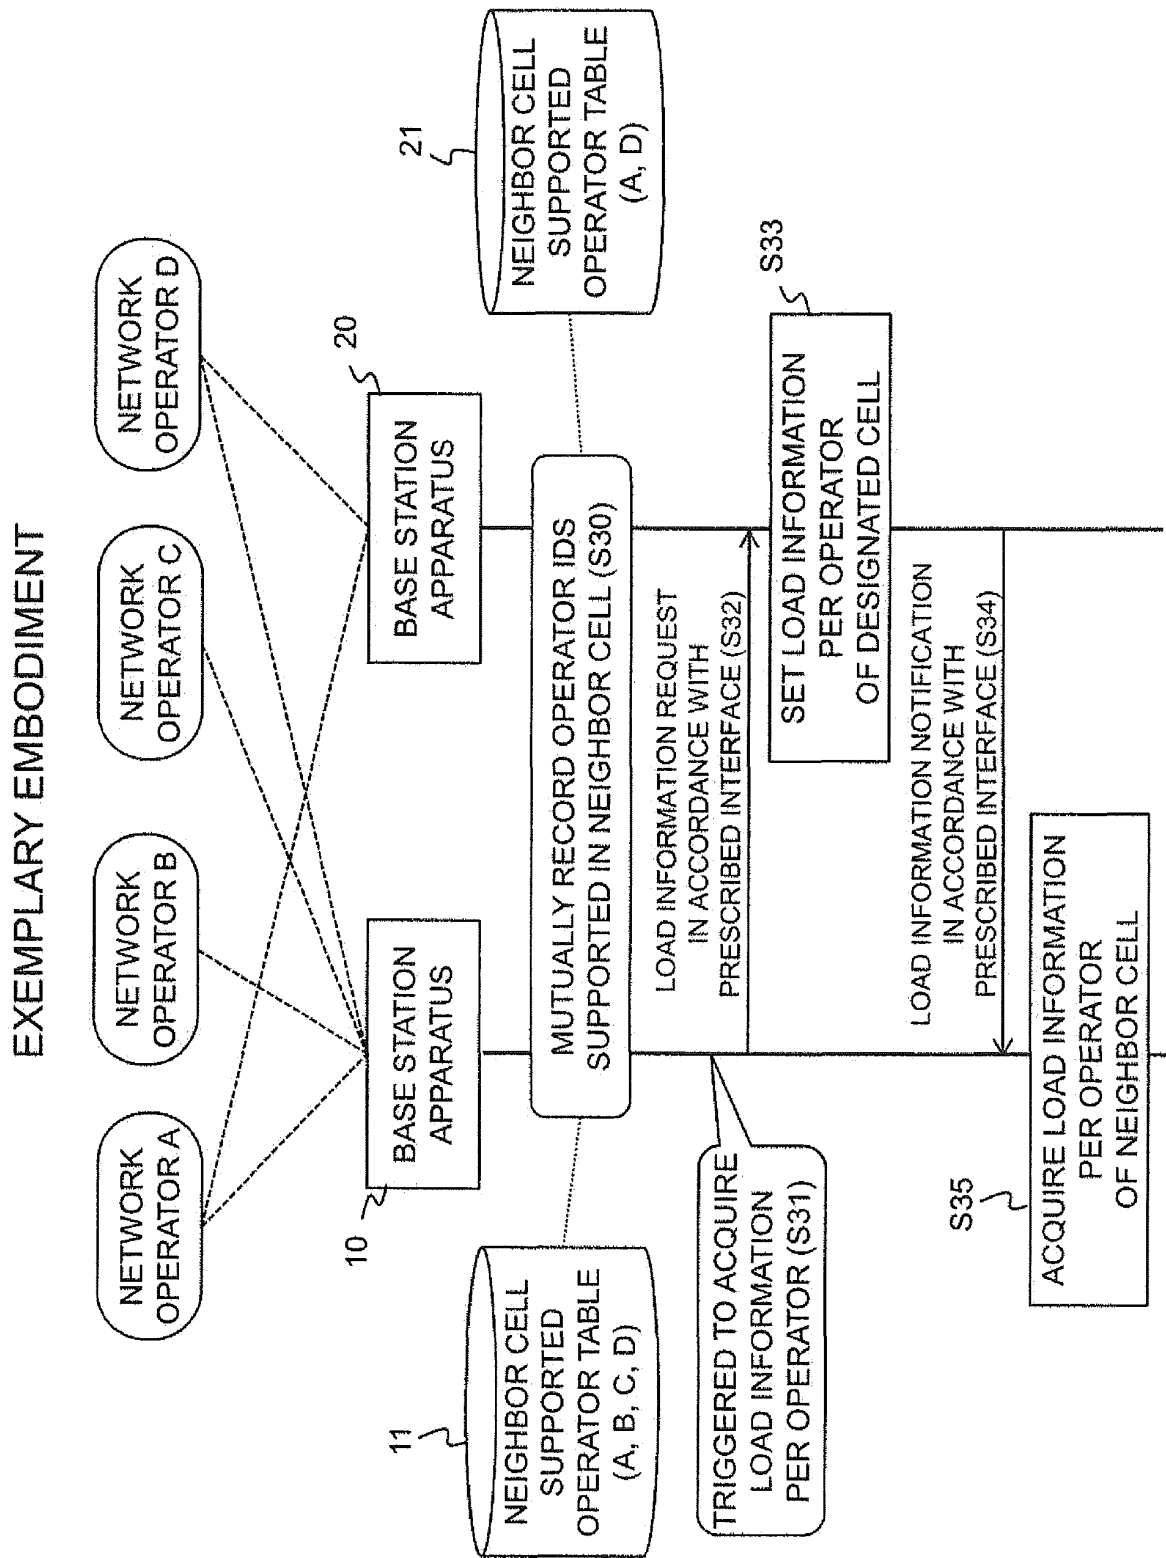 EXEMPLARY EMBODIMENT
NETWORK
OPERATOR A
NETWORK
OPERATOR B
NETWORK
OPERATOR C
NETWORK
OPERATOR D
10
BASE STATION
APPARATUS
20
BASE STATION
APPARATUS
11
NEIGHBOR CELL
SUPPORTED
OPERATOR TABLE
(A, B, C, D)
21
NEIGHBOR CELL
SUPPORTED
OPERATOR TABLE
(A, D)
MUTUALLY RECORD OPERATOR IDS
SUPPORTED IN NEIGHBOR CELL (S30)
TRIGGERED TO ACQUIRE
LOAD INFORMATION
PER OPERATOR (S31)
LOAD INFORMATION REQUEST
IN ACCORDANCE WITH
PRESCRIBED INTERFACE (S32)
S33
SET LOAD INFORMATION
PER OPERATOR
OF DESIGNATED CELL
LOAD INFORMATION NOTIFICATION
IN ACCORDANCE WITH
PRESCRIBED INTERFACE (S34)
S35
ACQUIRE LOAD INFORMATION
PER OPERATOR
OF NEIGHBOR CELL